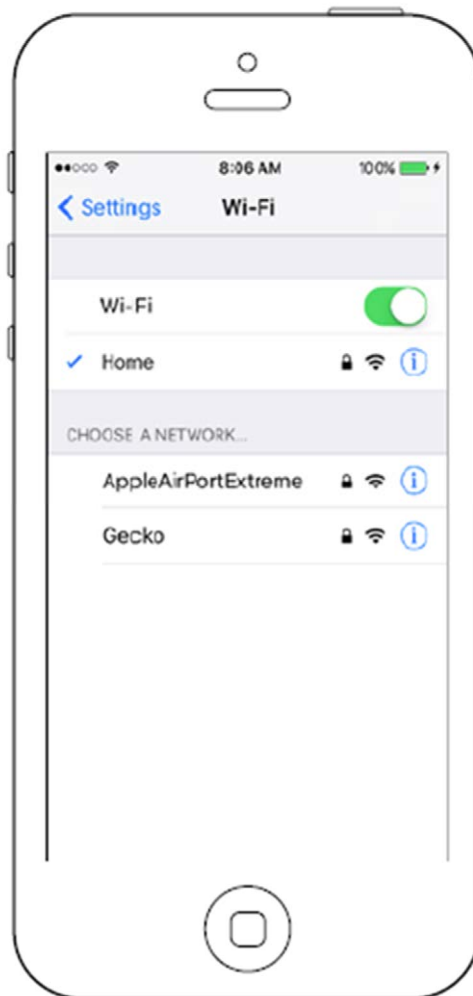 8:06 AM 100%
Settings Wi-Fi
Wi-Fi
Home
CHOOSE A NETWORK...
AppleAirPortExtreme
Gecko